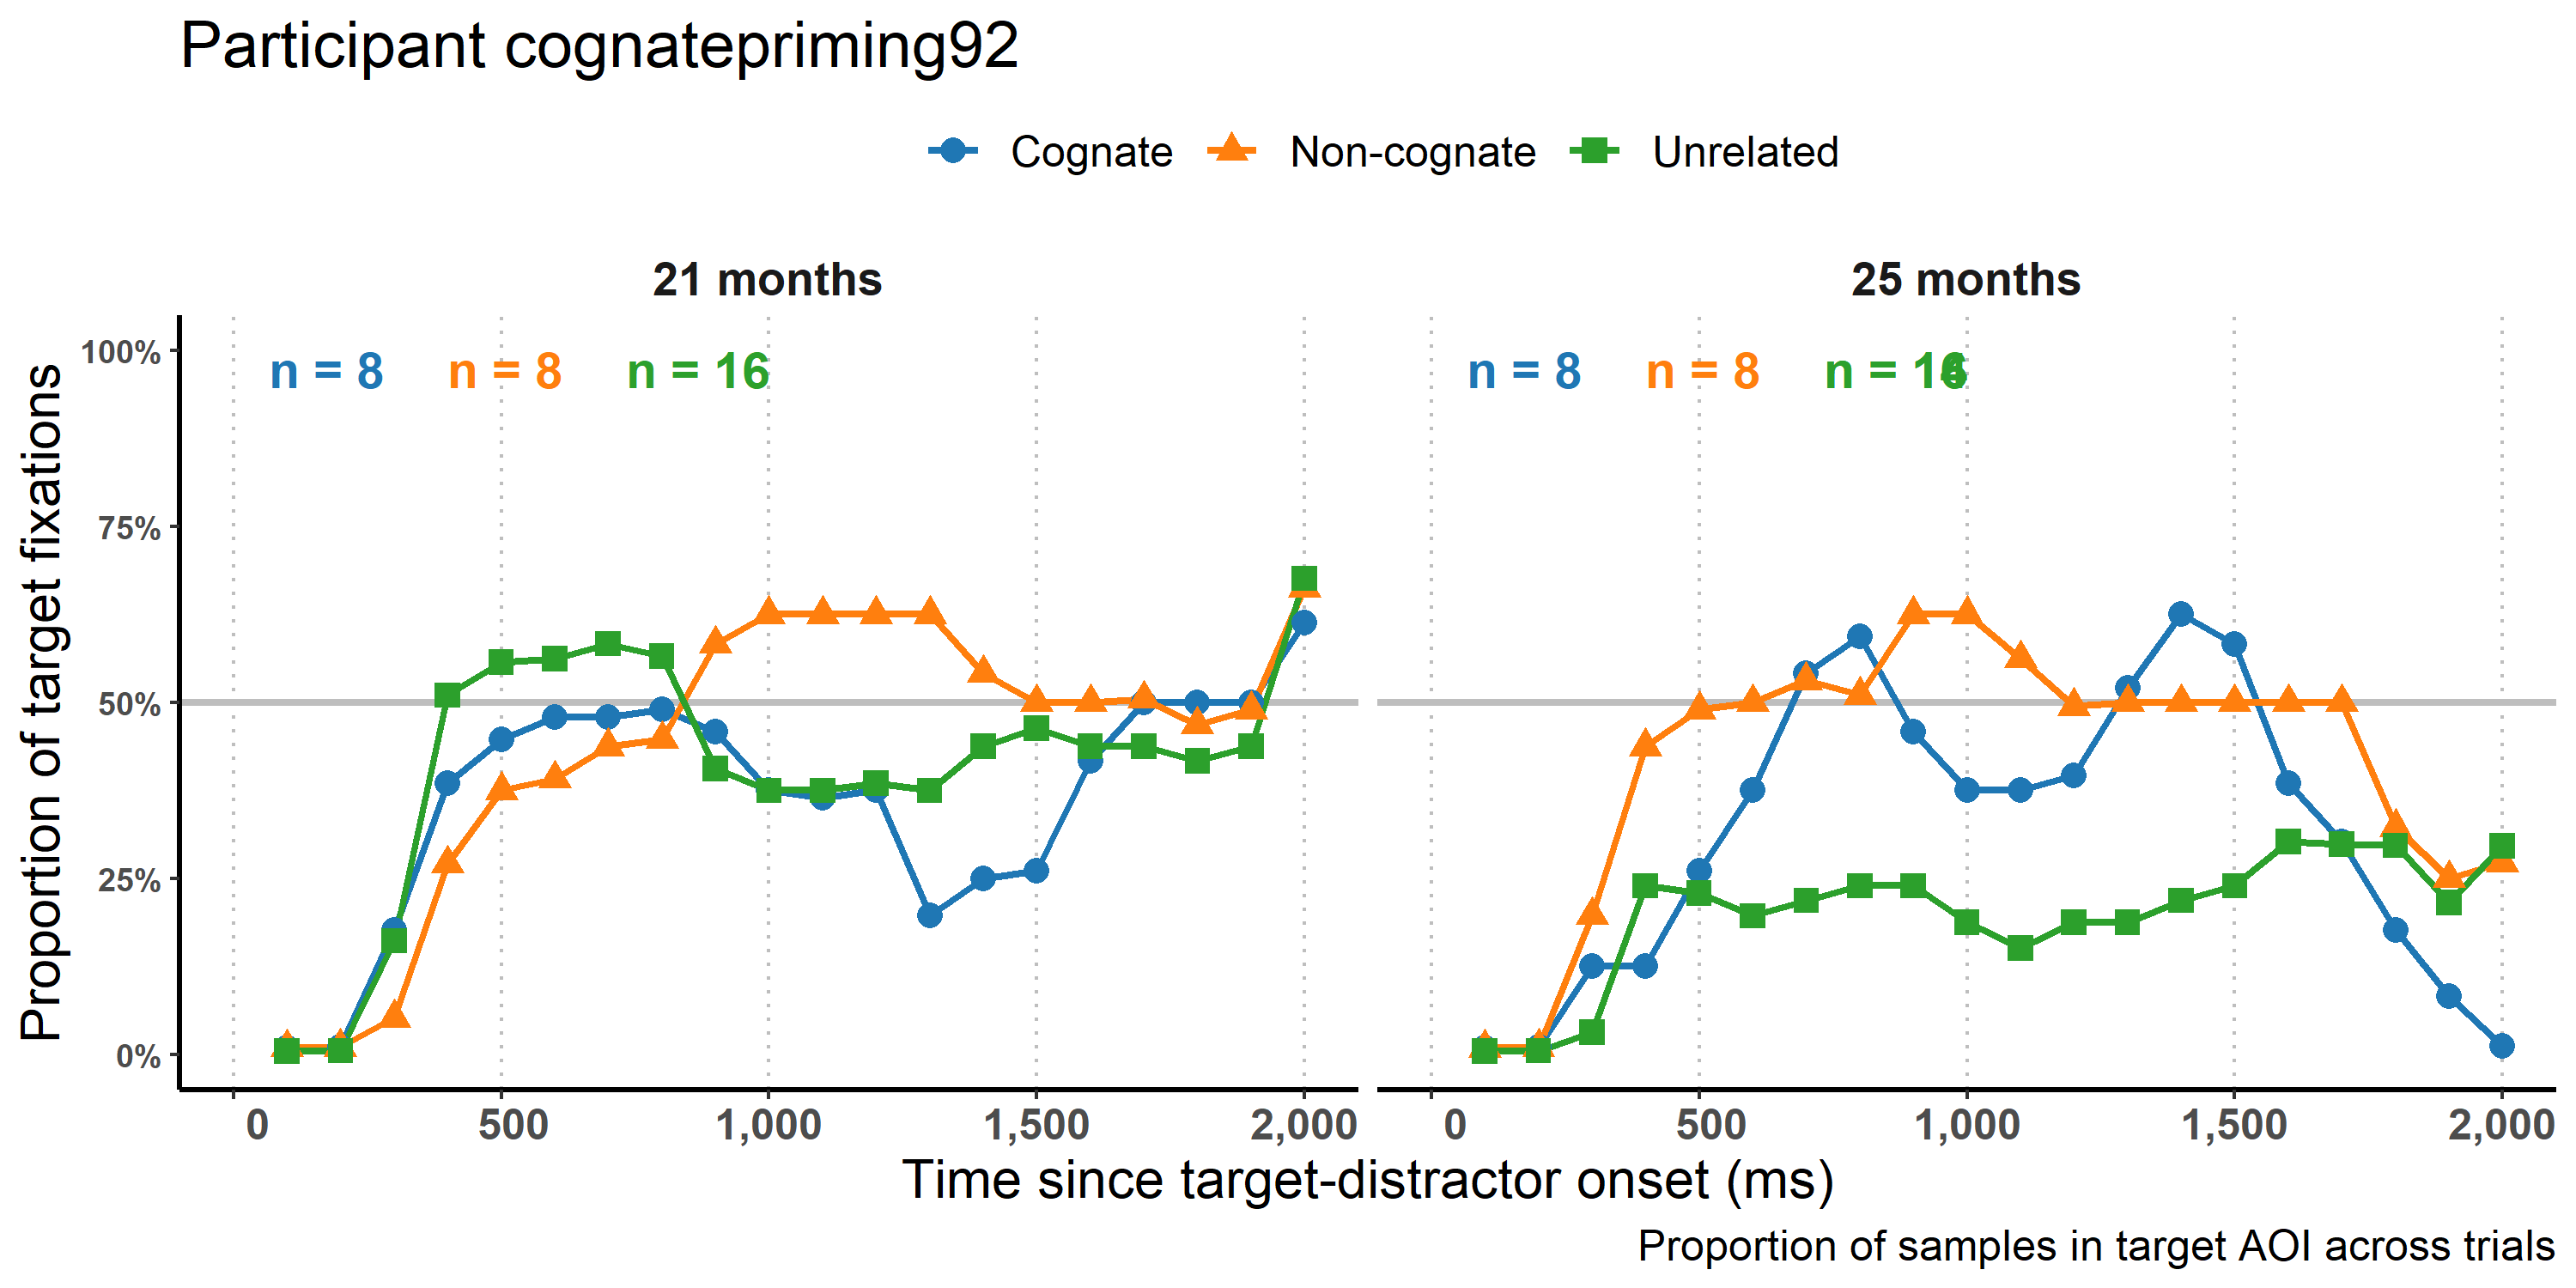 Participant cognatepriming92
Cognate Non-cognate Unrelated
21 months 25 months
n = 8 n = 8 n = 16 n = 8 n = 8 n =
100%
75%
50%
25%
0%
Proportion of target fixations
0 500 1,000 1,500 2,000 0 500 1,000 1,500 2,000
Time since target-distractor onset (ms)
Proportion of samples in target AOI across trials